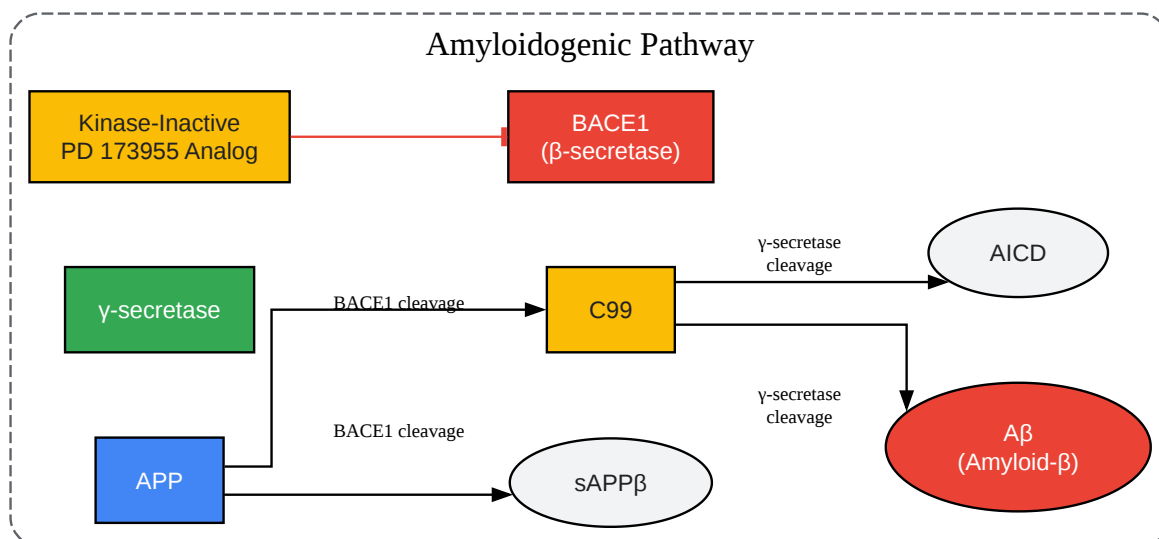 Amyloidogenic Pathway
Kinase-Inactive
PD 173955 Analog
BACE1
(β-secretase)
γ-secretase
cleavage
AICD
γ-secretase
BACE1 cleavage
C99
γ-secretase
cleavage
BACE1 cleavage
Aβ
(Amyloid-β)
APP
sAPPβ